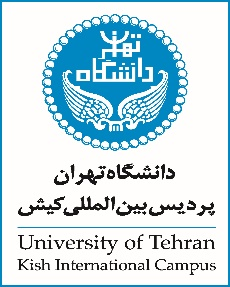 دانشگاه تهران
دانشگاه تهران
پردیس بین‌المللی کیش
University of Tehran
Kish International Campus